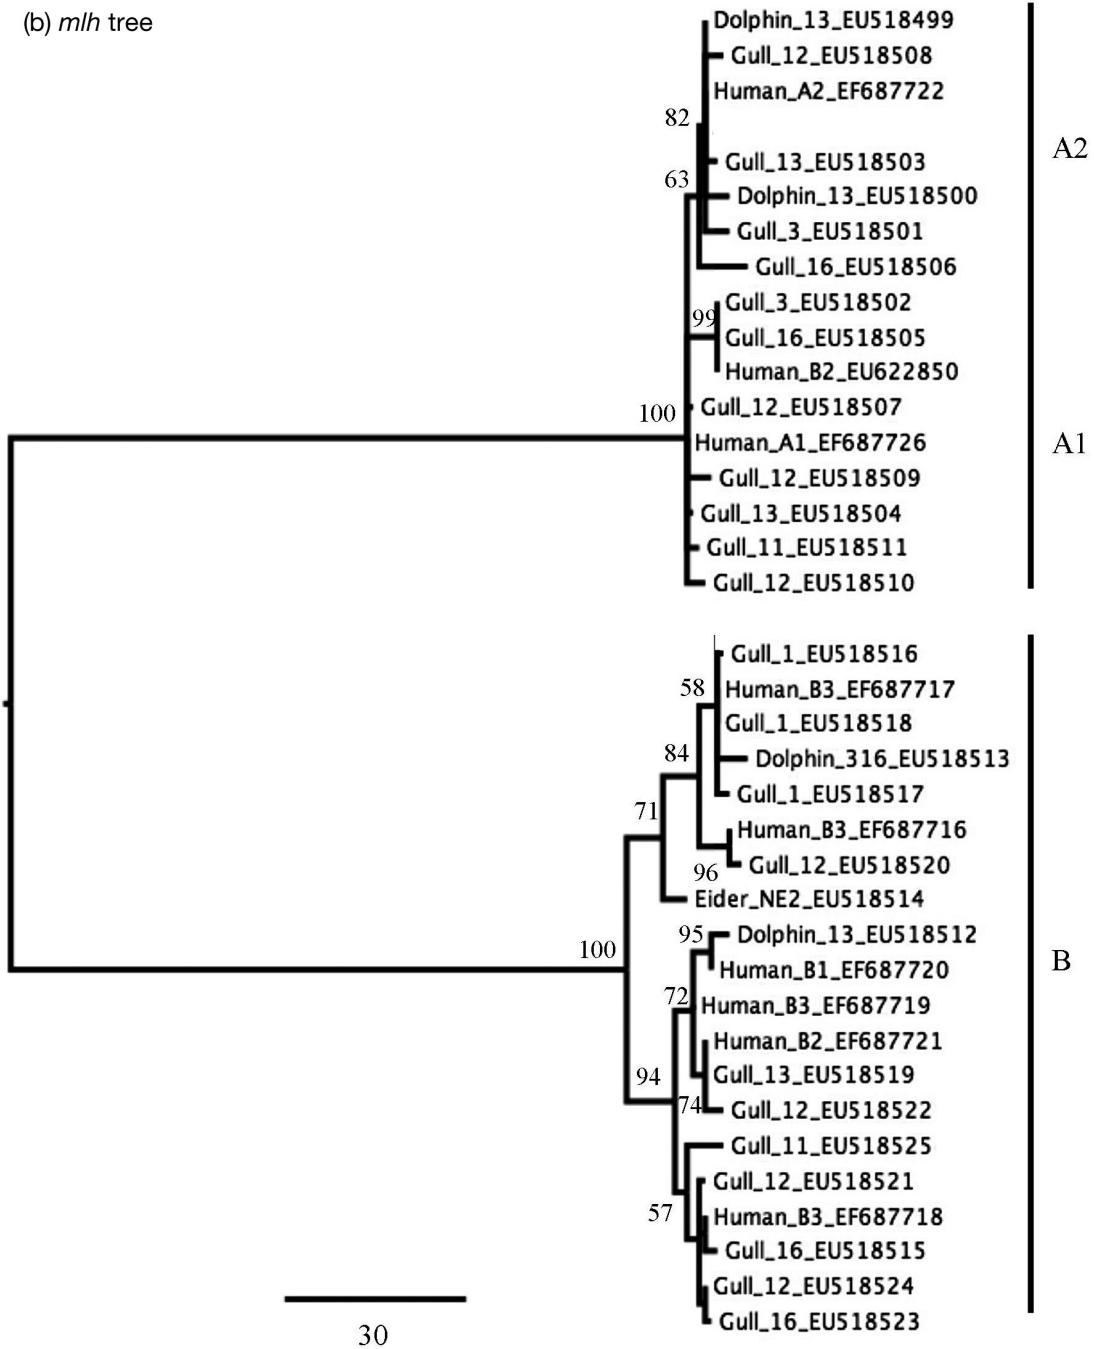 (b) mlh tree
Dolphin_13_EU518499
Gull_12_EU518508
Human_A2_EF687722
82
A2
Gull_13_EU518503
63
Dolphin_13_EU518500
Gull_3_EU518501
Gull_16_EU518506
Gull_3_EU518502
99
Gull_16_EU518505
Human_B2_EU622850
Gull_12_EU518507
100
Human_A1_EF687726
A1
Gull_12_EU518509
Gull_13_EU518504
Gull_11_EU518511
Gull_12_EU518510
Gull_1_EU518516
58
Human_B3_EF687717
Gull_1_EU518518
84
Dolphin_316_EU518513
Gull_1_EU518517
71
Human_B3_EF687716
Gull_12_EU518520
96
Eider_NE2_EU518514
95
Dolphin_13_EU518512
100
B
Human_B1_EF687720
72
Human_B3_EF687719
Human_B2_EF687721
94
Gull_13_EU518519
74
Gull_12_EU518522
Gull_11_EU518525
Gull_12_EU518521
57
Human_B3_EF687718
Gull_16_EU518515
Gull_12_EU518524
Gull_16_EU518523
30